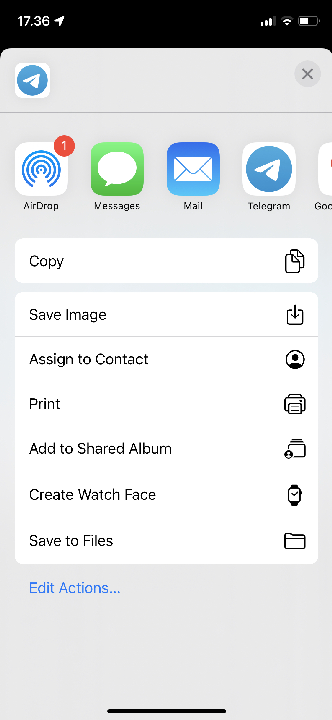 17.36
1
AirDrop
Messages
Mail
Telegram
Copy
Save Image
Assign to Contact
Print
Add to Shared Album
Create Watch Face
Save to Files
Edit Actions...